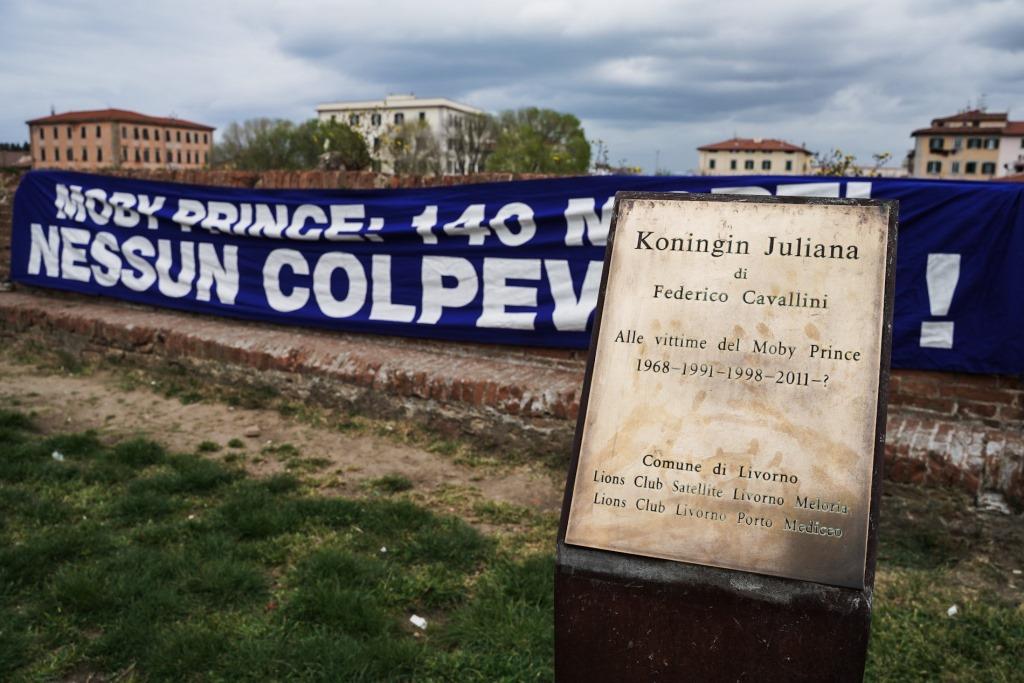 MOBY PRINCE: 140
NESSUN !
Koningin Juliana
di
Federico Cavallini
Alle vittime del Moby Prince
1968-1991-1998-2011-?
Comune di Livorno
Lions Club Satellite Livorno Meloria
Lions Club Livorno Porto Mediceo